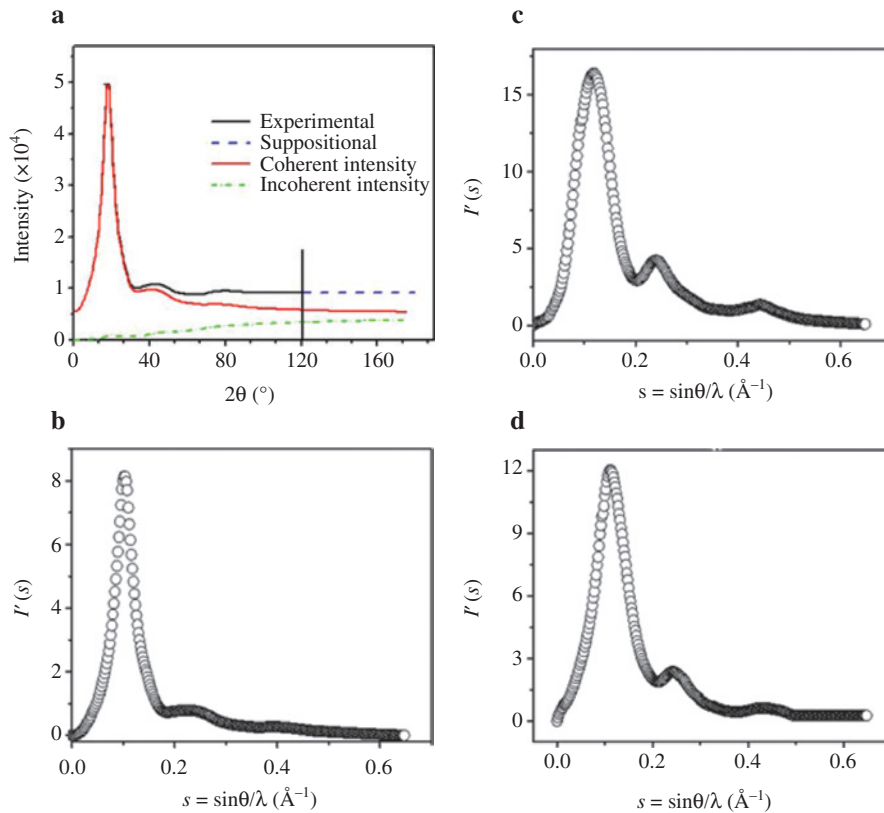 a
5
4
3
2
1
0
Intensity (×10⁴)
Experimental
Suppositional
Coherent intensity
Incoherent intensity
0 40 80 120 160
2θ (°)
c
15
10
5
0
I′(s)
0.0 0.2 0.4 0.6
s = sinθ/λ (Å⁻¹)
b
8
6
4
2
0
I′(s)
0.0 0.2 0.4 0.6
s = sinθ/λ (Å⁻¹)
d
12
9
6
3
0
I′(s)
0.0 0.2 0.4 0.6
s = sinθ/λ (Å⁻¹)